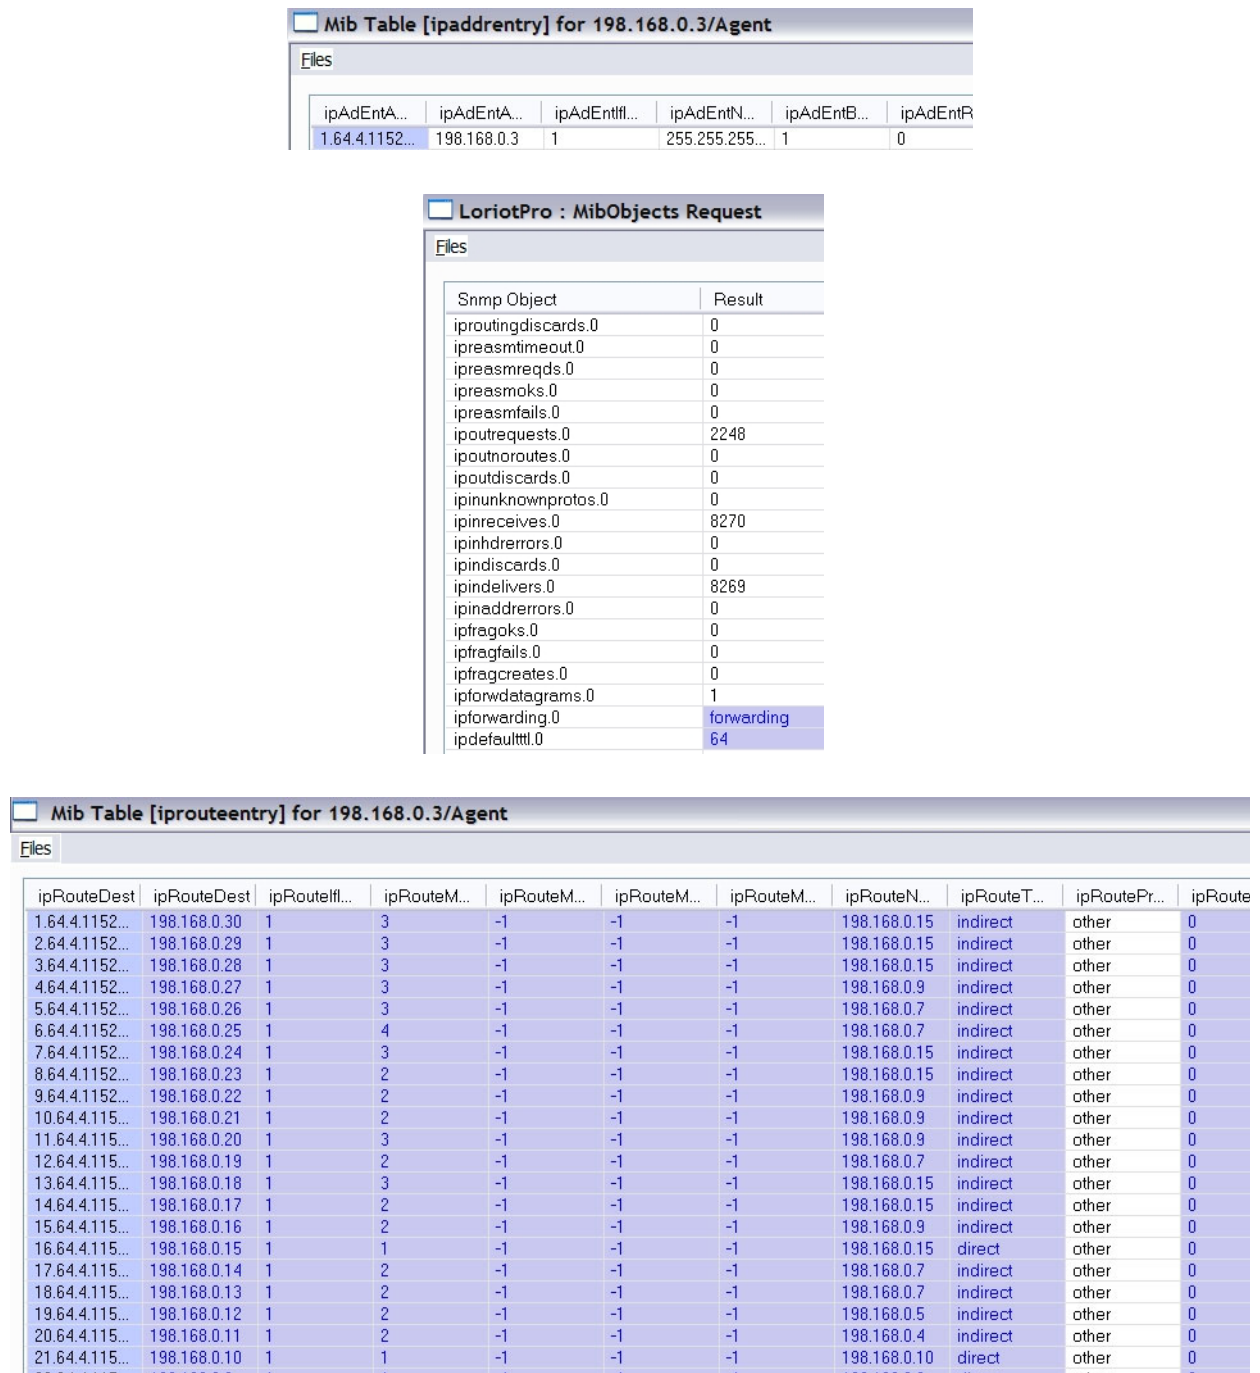 Mib Table [ipaddrentry] for 198.168.0.3/Agent
Files
ipAdEntA... ipAdEntA... ipAdEntIfI... ipAdEntN... ipAdEntB... ipAdEntR
1.64.4.1152... 198.168.0.3 1 255.255.255... 1 0
LoriotPro : MibObjects Request
Files
Snmp Object Result
iproutingdiscards.0 0
ipreasmtimeout.0 0
ipreasmreqds.0 0
ipreasmoks.0 0
ipreasmfails.0 0
ipoutrequests.0 2248
ipoutnoroutes.0 0
ipoutdiscards.0 0
ipinunknownprotos.0 0
ipinreceives.0 8270
ipinhdrerrors.0 0
ipindiscards.0 0
ipindelivers.0 8269
ipinaddrerrors.0 0
ipfragoks.0 0
ipfragfails.0 0
ipfragcreates.0 0
ipforwdatagrams.0 1
ipforwarding.0 forwarding
ipdefaultttl.0 64
Mib Table [iprouteentry] for 198.168.0.3/Agent
Files
ipRouteDest ipRouteDest ipRouteIfI... ipRouteM... ipRouteM... ipRouteM... ipRouteM... ipRouteN... ipRouteT... ipRoutePr... ipRoute
1.64.4.1152... 198.168.0.30 1 3 -1 -1 -1 198.168.0.15 indirect other 0
2.64.4.1152... 198.168.0.29 1 3 -1 -1 -1 198.168.0.15 indirect other 0
3.64.4.1152... 198.168.0.28 1 3 -1 -1 -1 198.168.0.15 indirect other 0
4.64.4.1152... 198.168.0.27 1 3 -1 -1 -1 198.168.0.9 indirect other 0
5.64.4.1152... 198.168.0.26 1 3 -1 -1 -1 198.168.0.7 indirect other 0
6.64.4.1152... 198.168.0.25 1 4 -1 -1 -1 198.168.0.7 indirect other 0
7.64.4.1152... 198.168.0.24 1 3 -1 -1 -1 198.168.0.15 indirect other 0
8.64.4.1152... 198.168.0.23 1 2 -1 -1 -1 198.168.0.15 indirect other 0
9.64.4.1152... 198.168.0.22 1 2 -1 -1 -1 198.168.0.9 indirect other 0
10.64.4.115... 198.168.0.21 1 2 -1 -1 -1 198.168.0.9 indirect other 0
11.64.4.115... 198.168.0.20 1 3 -1 -1 -1 198.168.0.9 indirect other 0
12.64.4.115... 198.168.0.19 1 2 -1 -1 -1 198.168.0.7 indirect other 0
13.64.4.115... 198.168.0.18 1 3 -1 -1 -1 198.168.0.15 indirect other 0
14.64.4.115... 198.168.0.17 1 2 -1 -1 -1 198.168.0.15 indirect other 0
15.64.4.115... 198.168.0.16 1 2 -1 -1 -1 198.168.0.9 indirect other 0
16.64.4.115... 198.168.0.15 1 1 -1 -1 -1 198.168.0.15 direct other 0
17.64.4.115... 198.168.0.14 1 2 -1 -1 -1 198.168.0.7 indirect other 0
18.64.4.115... 198.168.0.13 1 2 -1 -1 -1 198.168.0.7 indirect other 0
19.64.4.115... 198.168.0.12 1 2 -1 -1 -1 198.168.0.5 indirect other 0
20.64.4.115... 198.168.0.11 1 2 -1 -1 -1 198.168.0.4 indirect other 0
21.64.4.115... 198.168.0.10 1 1 -1 -1 -1 198.168.0.10 direct other 0